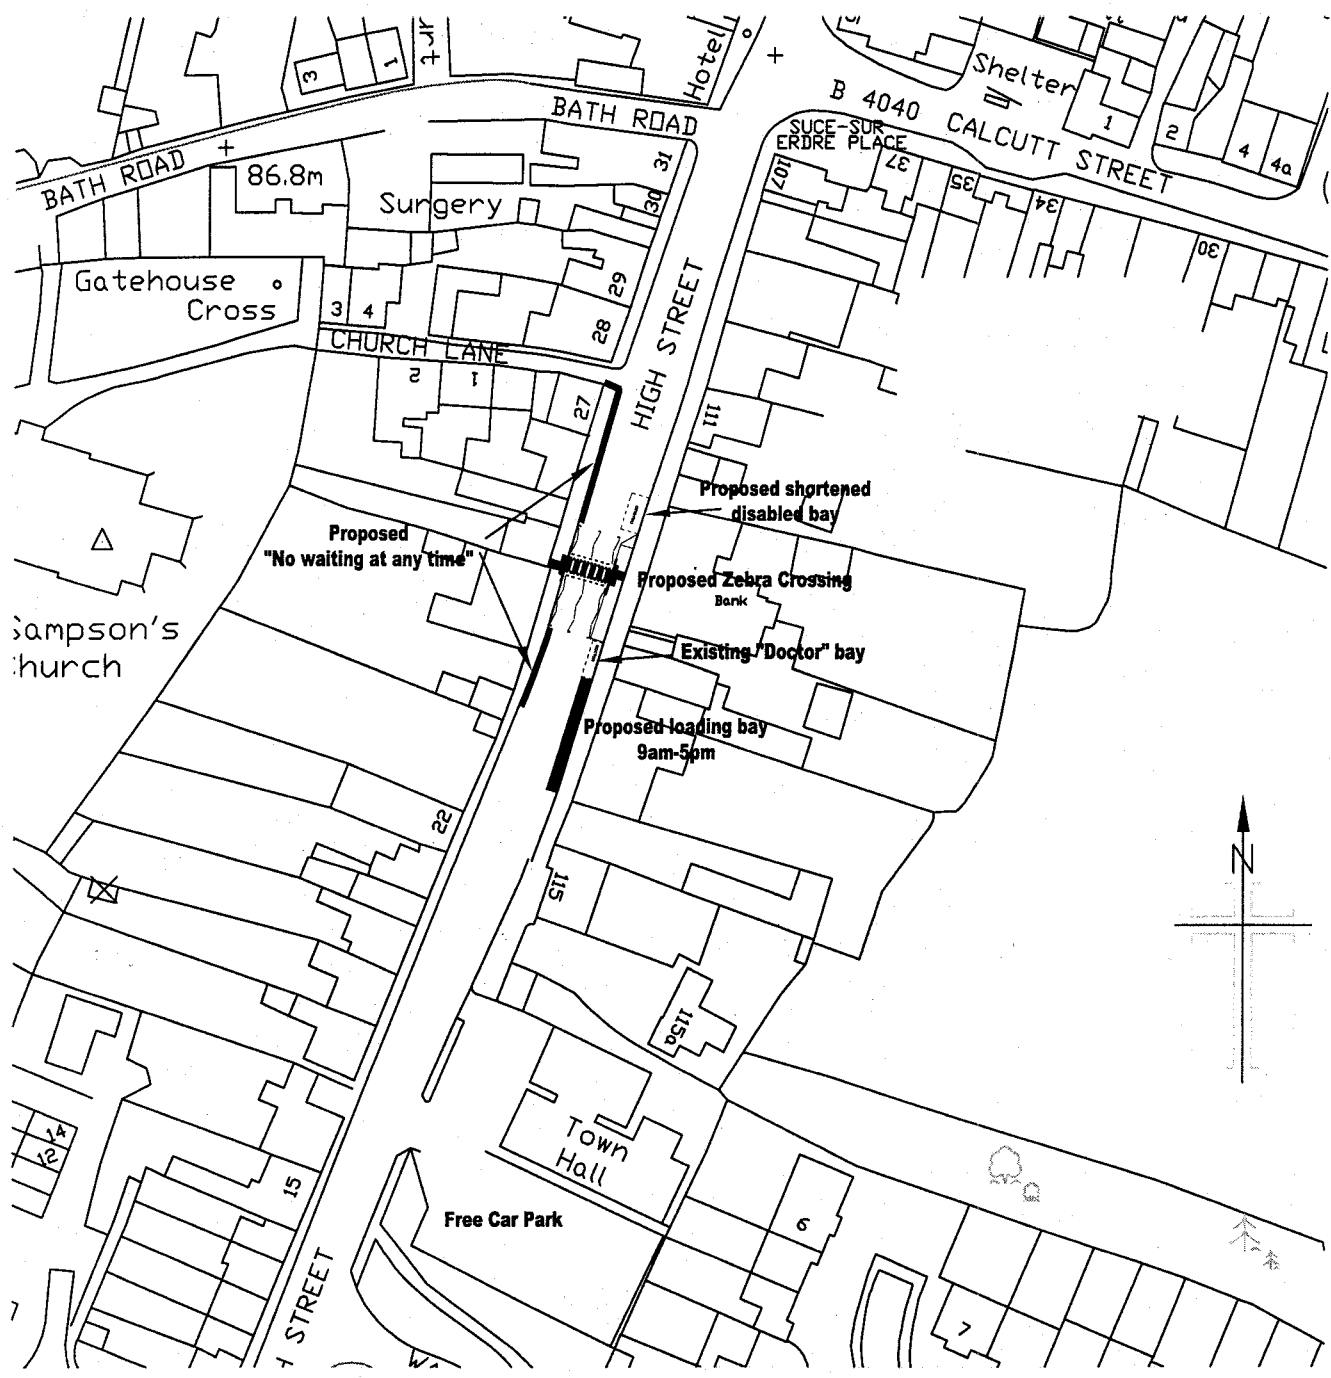 3
1
Hotel
Shelter
B 4040
CALCUTT STREET
1
2
4
4a
BATH ROAD
SUCE-SUR
ERDRE PLACE
BATH ROAD
86.8m
31
107
37
35
34
30
30
Surgery
29
28
Gatehouse
Cross
3
4
CHURCH LANE
2
1
27
HIGH STREET
111
Proposed shortened
disabled bay
Proposed
"No waiting at any time"
Proposed Zebra Crossing
Bank
Sampson's
Church
Existing "Doctor" bay
Proposed loading bay
9am-5pm
22
115
N
115a
14
12
15
Town
Hall
Free Car Park
6
7
H STREET